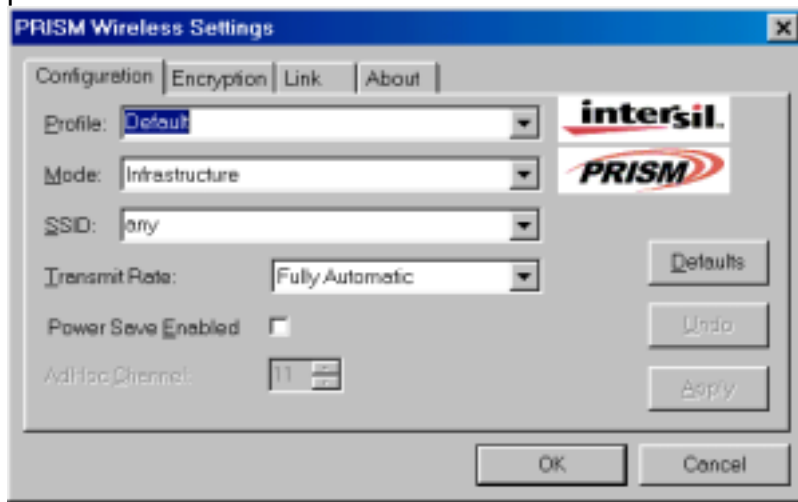 PRISM Wireless Settings
Configuration Encryption Link About
Profile: Default
intersil.
Mode: Infrastructure
PRISM
SSID: any
Transmit Rate: Fully Automatic
Defaults
Power Save Enabled
Undo
AdHoc Channel: 11
Apply
OK Cancel